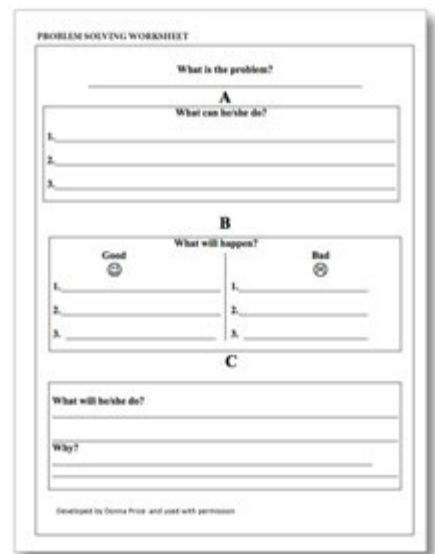 PROBLEM SOLVING WORKSHEET
What is the problem?
A
What can he/she do?
1.
2.
3.
B
What will happen?
Good Bad
1. 1.
2. 2.
3. 3.
C
What will he/she do?
Why?
Developed by Donna Price and used with permission